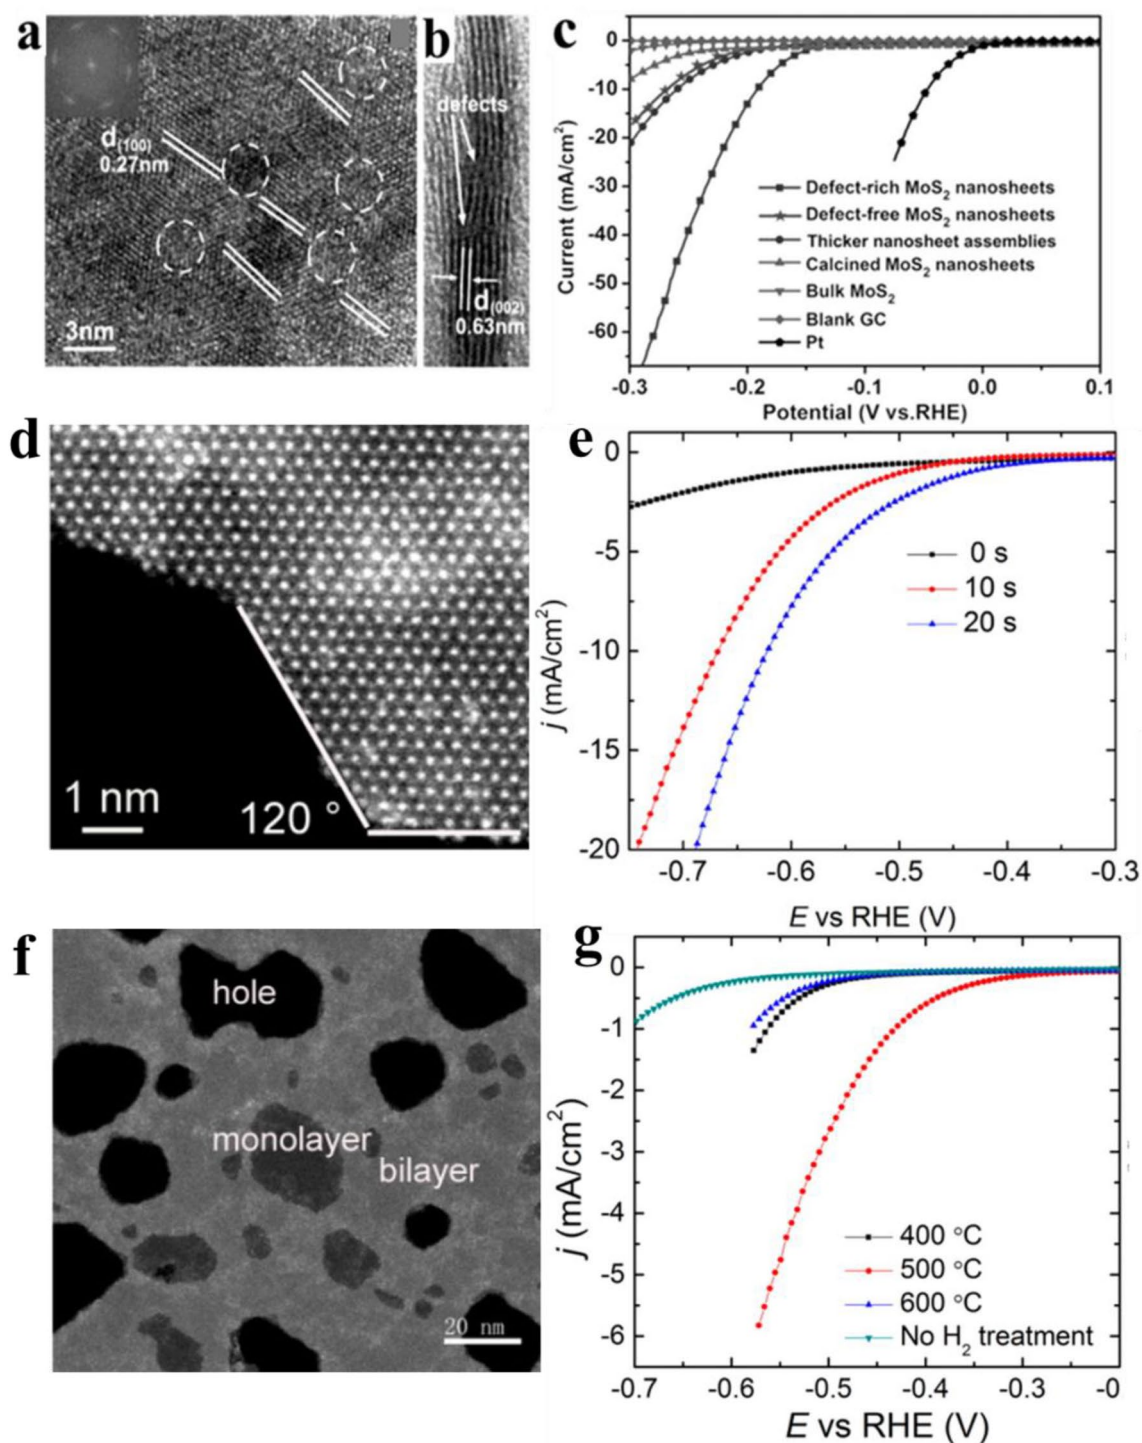 a
d(100)
0.27nm
3nm
b
defects
d(002)
0.63nm
c
0
-10
-20
-30
-40
-50
-60
Current (mA/cm²)
Defect-rich MoS₂ nanosheets
Defect-free MoS₂ nanosheets
Thicker nanosheet assemblies
Calcined MoS₂ nanosheets
Bulk MoS₂
Blank GC
Pt
-0.3 -0.2 -0.1 0.0 0.1
Potential (V vs.RHE)
d
1 nm
120 °
e
0
-5
-10
-15
-20
j (mA/cm²)
0 s
10 s
20 s
-0.7 -0.6 -0.5 -0.4 -0.3
E vs RHE (V)
f
hole
monolayer
bilayer
20 nm
g
0
-1
-2
-3
-4
-5
-6
j (mA/cm²)
400 °C
500 °C
600 °C
No H₂ treatment
-0.7 -0.6 -0.5 -0.4 -0.3 -0
E vs RHE (V)